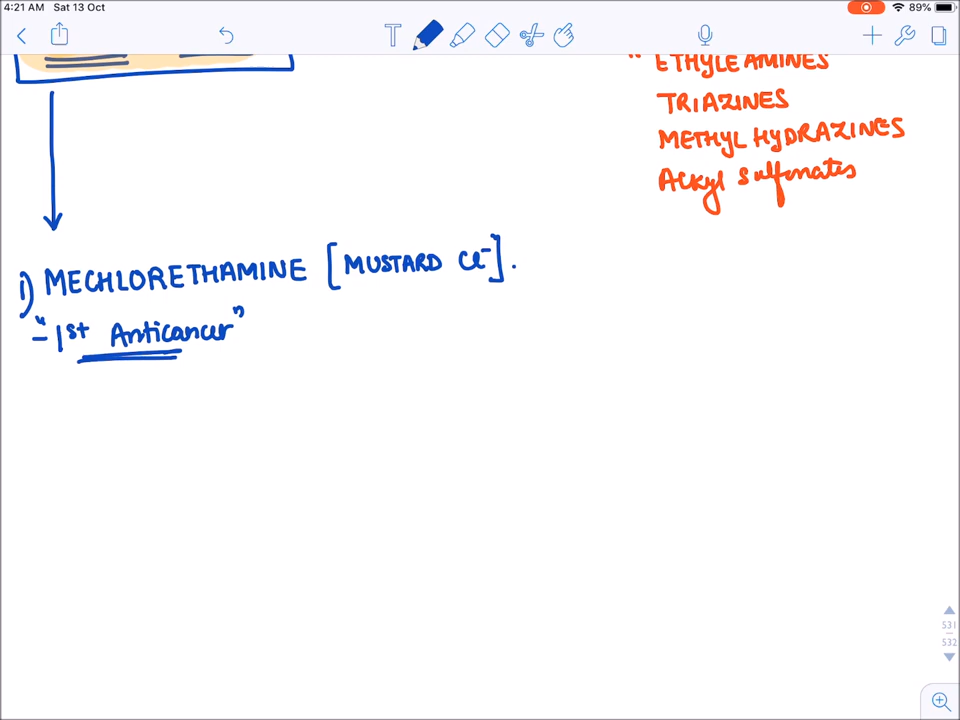 4:21 AM Sat 13 Oct
89%
T
" ETHYLEAMINES
TRIAZINES
METHYL HYDRAZINES
Alkyl Sulfonates
1) MECHLORETHAMINE [MUSTARD Cl⁻].
- "1st Anticancer"
531
532